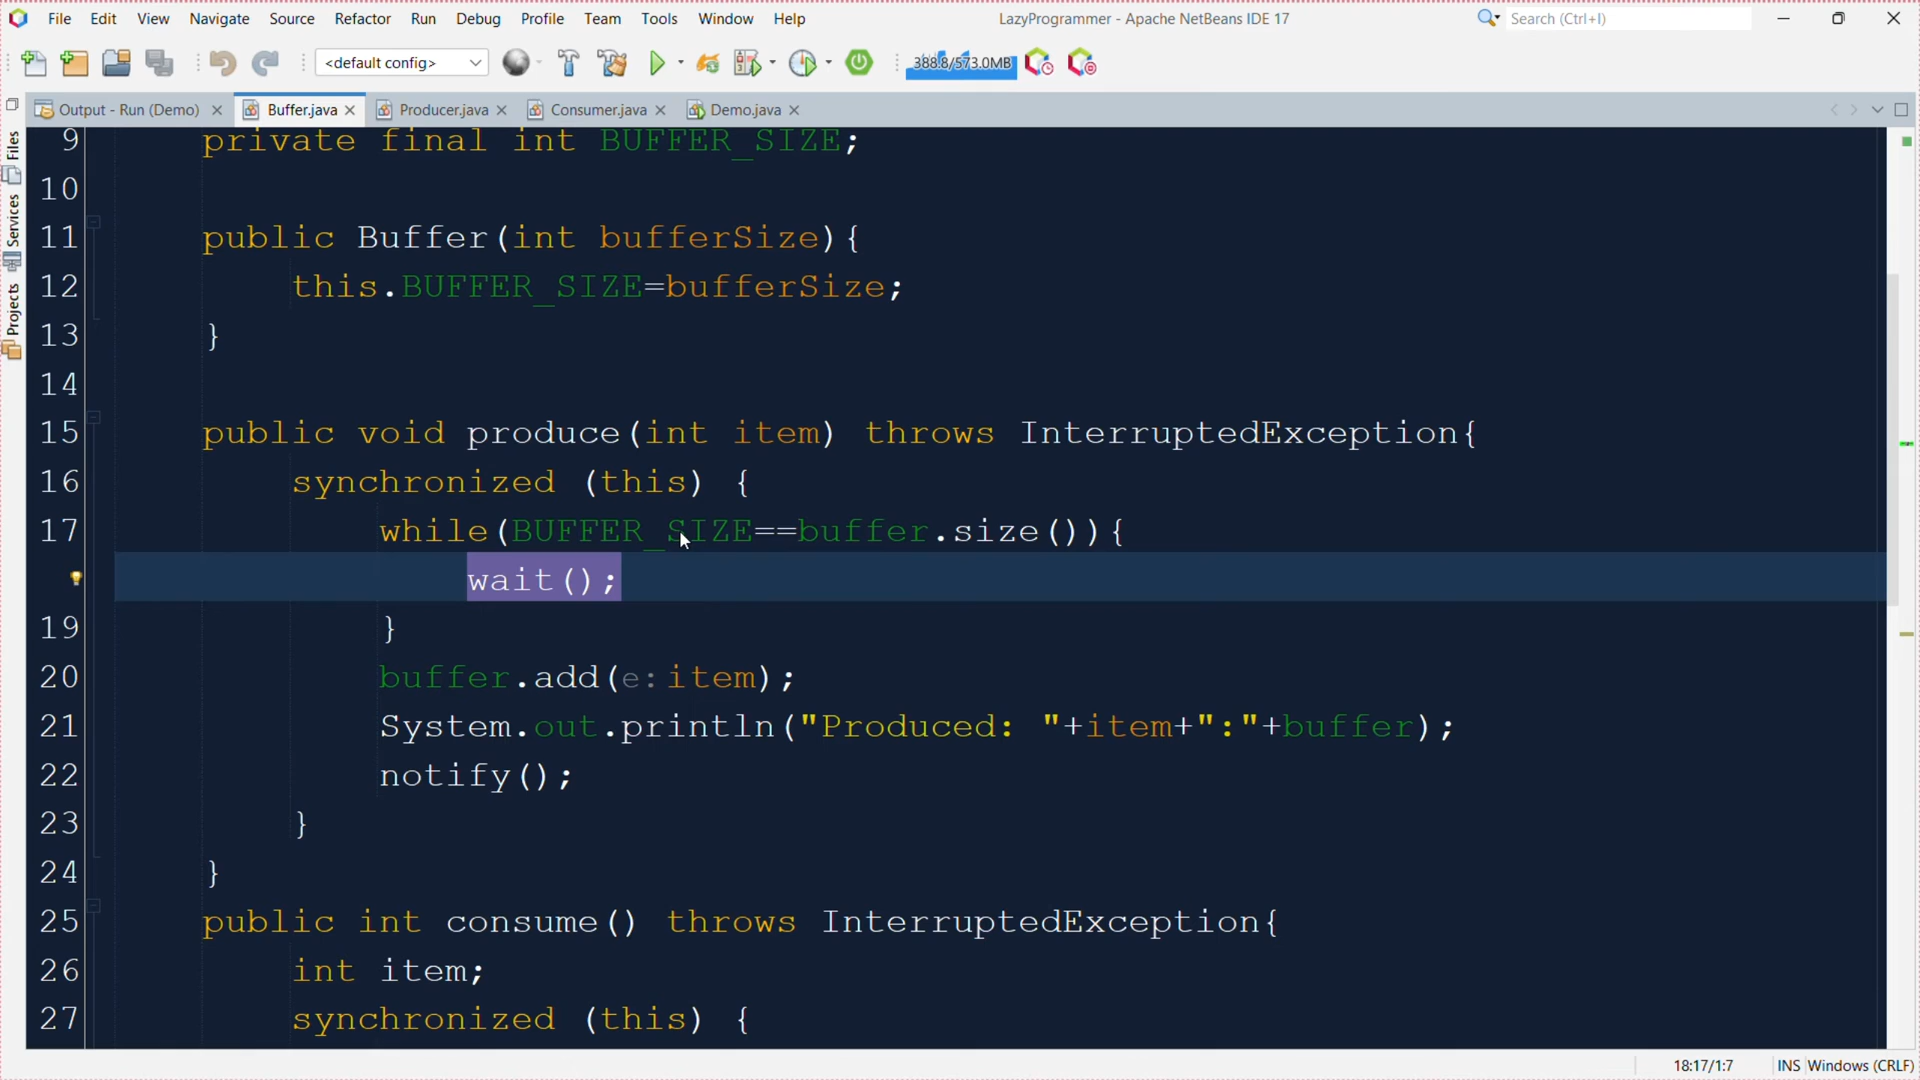 File Edit View Navigate Source Refactor Run Debug Profile Team Tools Window Help LazyProgrammer - Apache NetBeans IDE 17 Search (Ctrl+I)
<default config> 388.8/573.0MB
Output - Run (Demo) Buffer.java Producer.java Consumer.java Demo.java
Files
Services
Projects
9 private final int BUFFER_SIZE;
10
11 public Buffer(int bufferSize){
12 this.BUFFER_SIZE=bufferSize;
13 }
14
15 public void produce(int item) throws InterruptedException{
16 synchronized (this) {
17 while(BUFFER_SIZE==buffer.size()){
wait();
19 }
20 buffer.add(e:item);
21 System.out.println("Produced: "+item+":"+buffer);
22 notify();
23 }
24 }
25 public int consume() throws InterruptedException{
26 int item;
27 synchronized (this) {
18:17/1:7 INS Windows (CRLF)